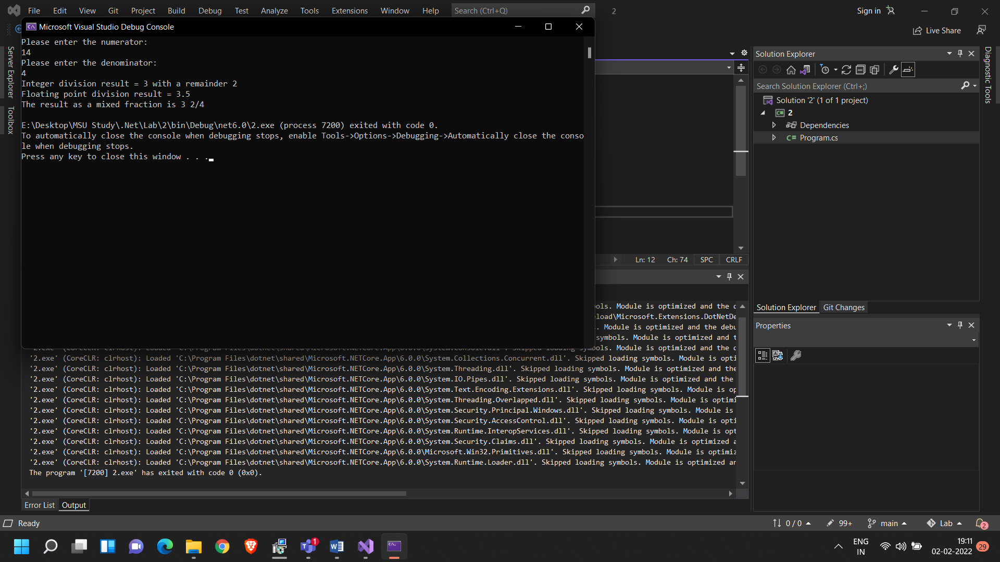 File Edit View Git Project Build Debug Test Analyze Tools Extensions Window Help Search (Ctrl+Q) 2 Sign in
Microsoft Visual Studio Debug Console
Live Share
Please enter the numerator:
14
Please enter the denominator:
4
Integer division result = 3 with a remainder 2
Floating point division result = 3.5
The result as a mixed fraction is 3 2/4
E:\Desktop\MSU Study\.Net\Lab\2\bin\Debug\net6.0\2.exe (process 7200) exited with code 0.
To automatically close the console when debugging stops, enable Tools->Options->Debugging->Automatically close the conso
le when debugging stops.
Press any key to close this window . . .
Server Explorer
Toolbox
Solution Explorer
Search Solution Explorer (Ctrl+;)
Solution '2' (1 of 1 project)
C# 2
Dependencies
C# Program.cs
Diagnostic Tools
Ln: 12 Ch: 74 SPC CRLF
Solution Explorer Git Changes
Properties
ols. Module is optimized and the
load\Microsoft.Extensions.DotNetDe
. Module is optimized and the debu
symbols. Module is optimized and
'2.exe' (CoreCLR: clrhost): Loaded 'C:\Program Files\dotnet\shared\Microsoft.NETCore.App\6.0.0\System.Console.dll'. Skipped loading symbols. Module is optimized and the
'2.exe' (CoreCLR: clrhost): Loaded 'C:\Program Files\dotnet\shared\Microsoft.NETCore.App\6.0.0\System.Collections.Concurrent.dll'. Skipped loading symbols. Module is opti
'2.exe' (CoreCLR: clrhost): Loaded 'C:\Program Files\dotnet\shared\Microsoft.NETCore.App\6.0.0\System.Threading.dll'. Skipped loading symbols. Module is optimized and the
'2.exe' (CoreCLR: clrhost): Loaded 'C:\Program Files\dotnet\shared\Microsoft.NETCore.App\6.0.0\System.IO.Pipes.dll'. Skipped loading symbols. Module is optimized and the
'2.exe' (CoreCLR: clrhost): Loaded 'C:\Program Files\dotnet\shared\Microsoft.NETCore.App\6.0.0\System.Text.Encoding.Extensions.dll'. Skipped loading symbols. Module is op
'2.exe' (CoreCLR: clrhost): Loaded 'C:\Program Files\dotnet\shared\Microsoft.NETCore.App\6.0.0\System.Threading.Overlapped.dll'. Skipped loading symbols. Module is optimi
'2.exe' (CoreCLR: clrhost): Loaded 'C:\Program Files\dotnet\shared\Microsoft.NETCore.App\6.0.0\System.Security.Principal.Windows.dll'. Skipped loading symbols. Module is
'2.exe' (CoreCLR: clrhost): Loaded 'C:\Program Files\dotnet\shared\Microsoft.NETCore.App\6.0.0\System.Security.AccessControl.dll'. Skipped loading symbols. Module is opti
'2.exe' (CoreCLR: clrhost): Loaded 'C:\Program Files\dotnet\shared\Microsoft.NETCore.App\6.0.0\System.Runtime.InteropServices.dll'. Skipped loading symbols. Module is opt
'2.exe' (CoreCLR: clrhost): Loaded 'C:\Program Files\dotnet\shared\Microsoft.NETCore.App\6.0.0\System.Security.Claims.dll'. Skipped loading symbols. Module is optimized
'2.exe' (CoreCLR: clrhost): Loaded 'C:\Program Files\dotnet\shared\Microsoft.NETCore.App\6.0.0\Microsoft.Win32.Primitives.dll'. Skipped loading symbols. Module is optimiz
'2.exe' (CoreCLR: clrhost): Loaded 'C:\Program Files\dotnet\shared\Microsoft.NETCore.App\6.0.0\System.Runtime.Loader.dll'. Skipped loading symbols. Module is optimized an
The program '[7200] 2.exe' has exited with code 0 (0x0).
Error List Output
Ready 0 / 0 99+ main Lab 2
1
ENG
IN
19:11
02-02-2022 29